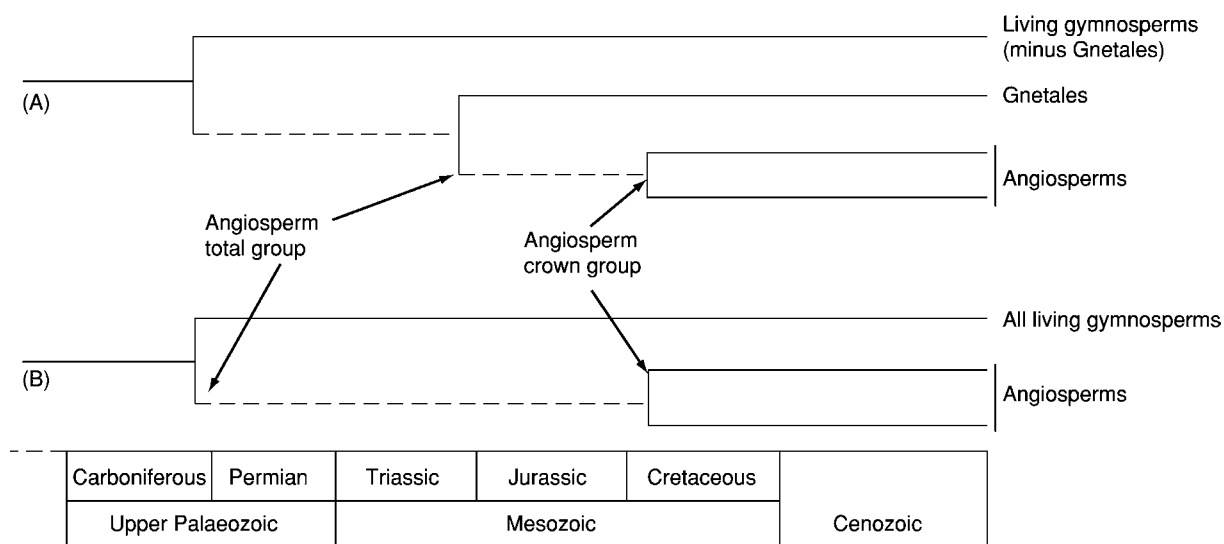 Living gymnosperms
(minus Gnetales)
(A)
Gnetales
Angiosperms
Angiosperm
total group
Angiosperm
crown group
All living gymnosperms
(B)
Angiosperms
Carboniferous Permian Triassic Jurassic Cretaceous
Upper Palaeozoic Mesozoic Cenozoic